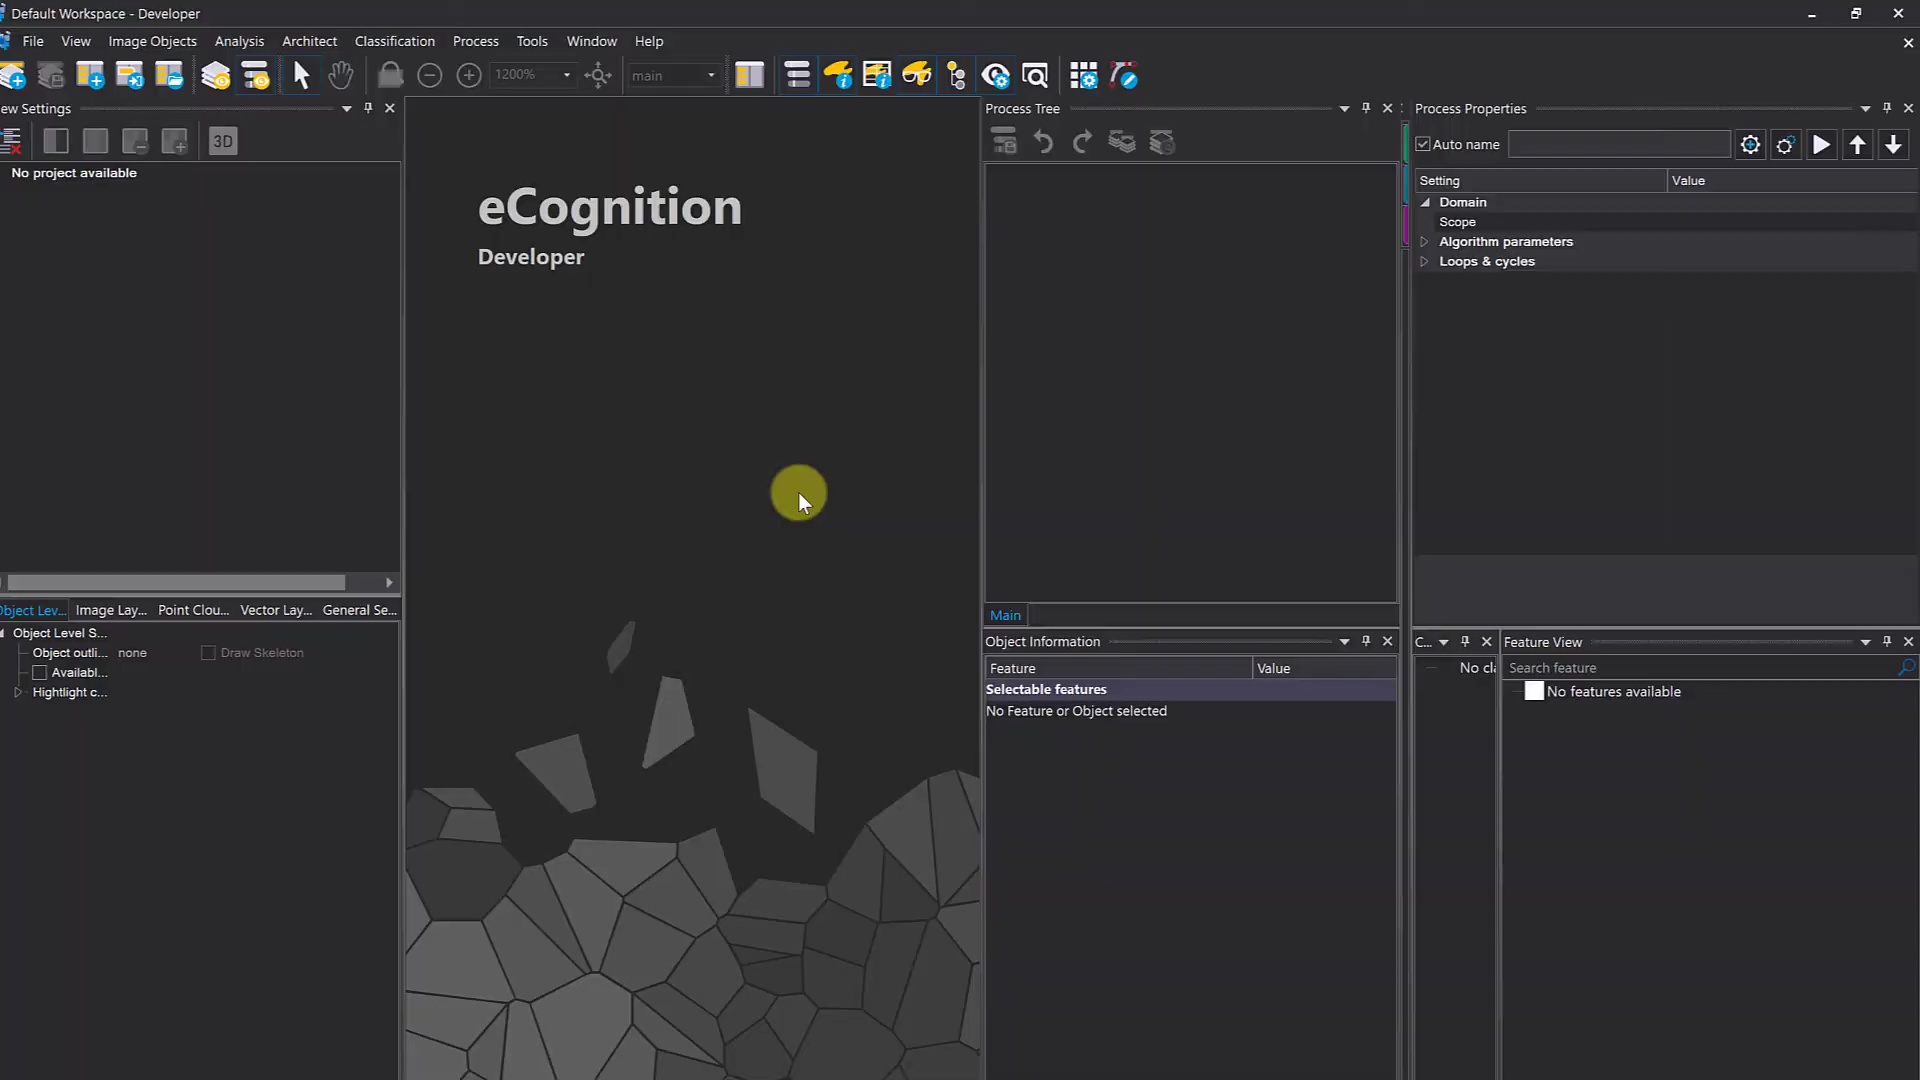 Default Workspace - Developer
File View Image Objects Analysis Architect Classification Process Tools Window Help
1200% main
ew Settings
3D
No project available
Object Lev... Image Lay... Point Clou... Vector Lay... General Se...
Object Level S...
Object outli... none Draw Skeleton
Availabl...
Hightlight c...
eCognition
Developer
Process Tree
Main
Object Information
Feature Value
Selectable features
No Feature or Object selected
Process Properties
Auto name
Setting Value
Domain
Scope
Algorithm parameters
Loops & cycles
C...
No cla
Feature View
Search feature
No features available